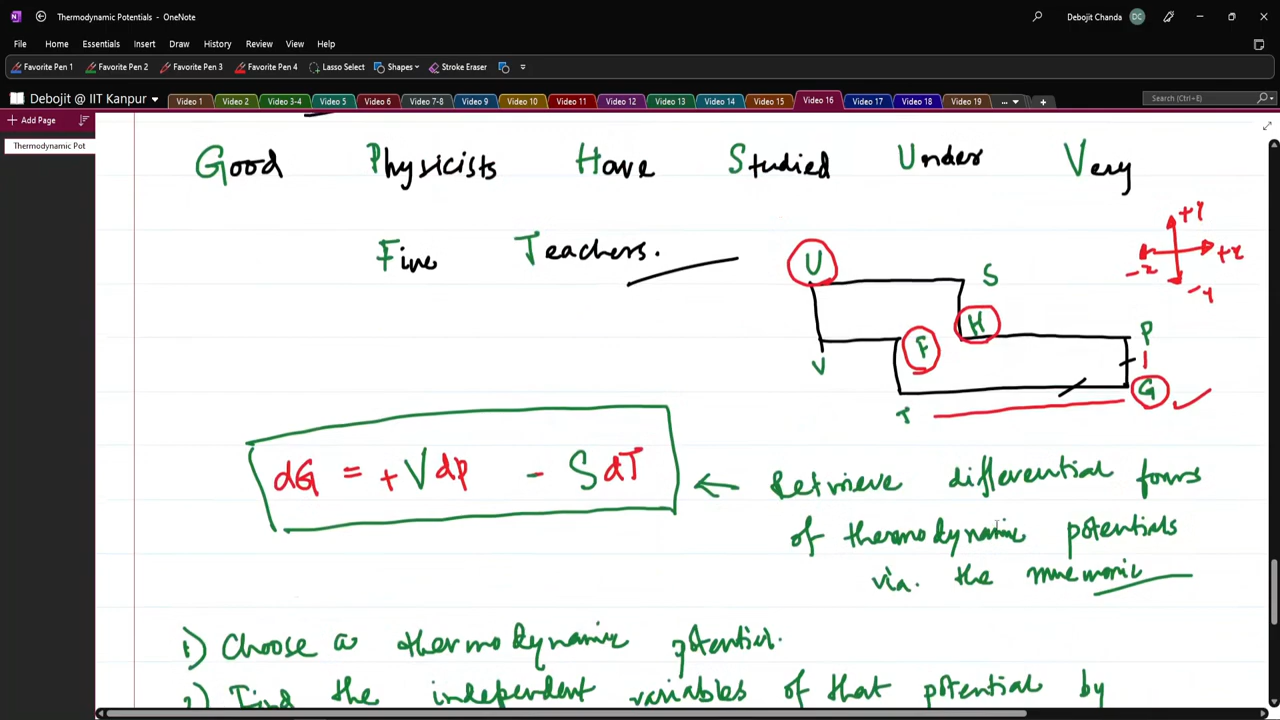 Thermodynamic Potentials - OneNote
Debojit Chanda DC
File Home Essentials Insert Draw History Review View Help
Favorite Pen 1 Favorite Pen 2 Favorite Pen 3 Favorite Pen 4 Lasso Select Shapes Stroke Eraser
Debojit @ IIT Kanpur Video 1 Video 2 Video 3-4 Video 5 Video 6 Video 7-8 Video 9 Video 10 Video 11 Video 12 Video 13 Video 14 Video 15 Video 16 Video 17 Video 18 Video 19 ... + Search (Ctrl+E)
+ Add Page
Thermodynamic Pot
Good Physicists Have Studied Under Very
Fine Teachers.
+Y
-X +X
-Y
U S
H P
V F
T G
dG = +Vdp - SdT
← Retrieve differential forms
of thermodynamic potentials
via. the mnemonic
1) Choose a thermodynamic potential.
2) Find the independent variables of that potential by